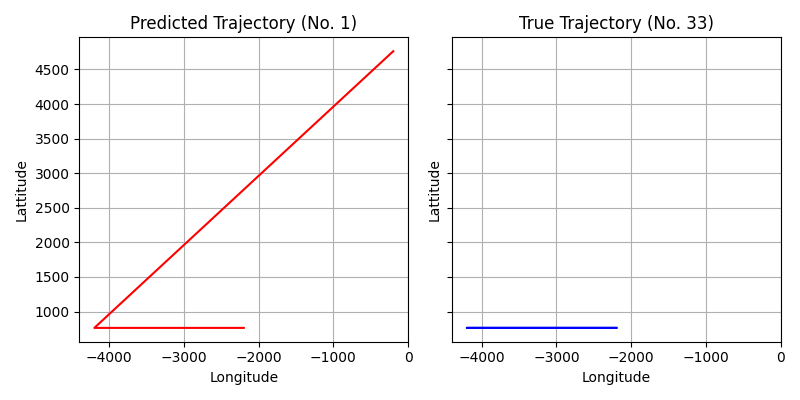 Predicted Trajectory (No. 1)
True Trajectory (No. 33)
Lattitude
4500
4000
3500
3000
2500
2000
1500
1000
−4000 −3000 −2000 −1000 0
Longitude
Lattitude
−4000 −3000 −2000 −1000 0
Longitude